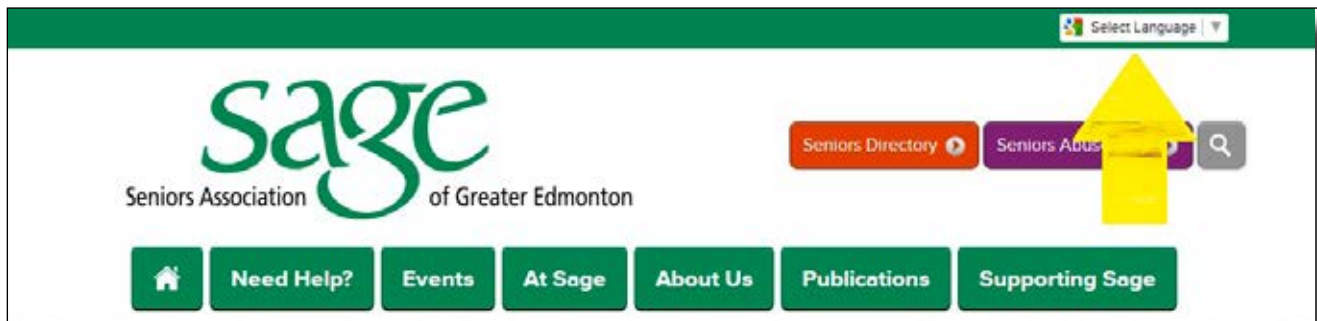 Select Language
sage
Seniors Association of Greater Edmonton
Seniors Directory
Seniors
Need Help?
Events
At Sage
About Us
Publications
Supporting Sage